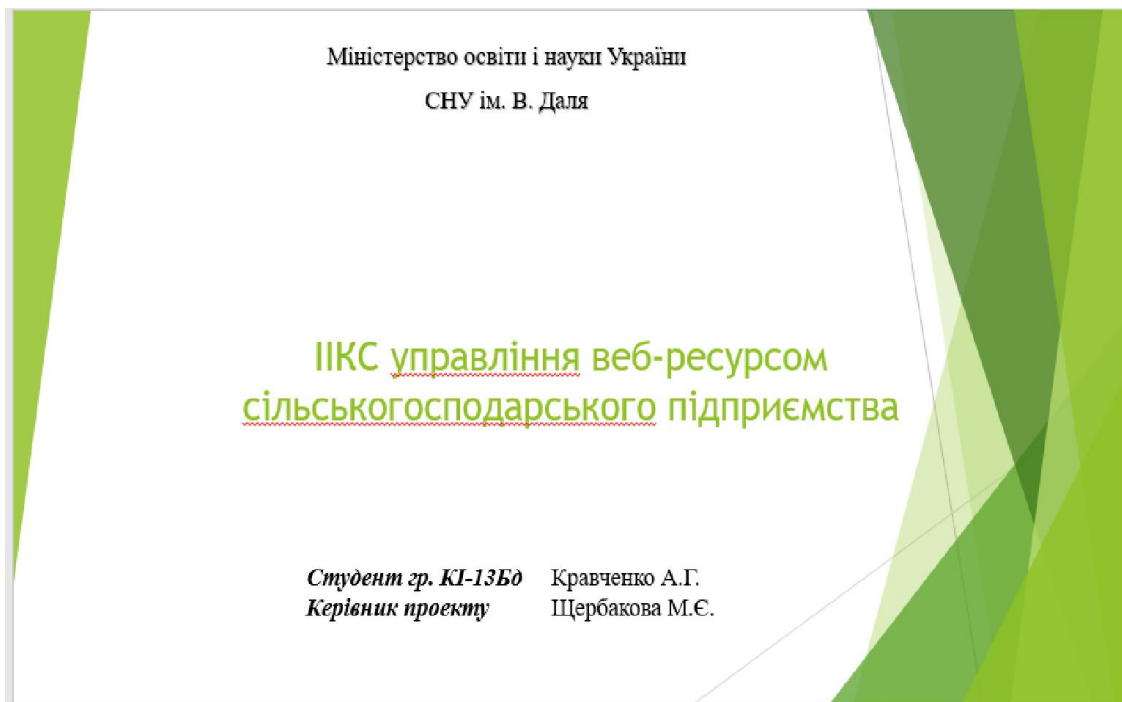 Міністерство освіти і науки України
СНУ ім. В. Даля
ІІКС управління веб-ресурсом
сільськогосподарського підприємства
Студент гр. КІ-13Бд Кравченко А.Г.
Керівник проекту Щербакова М.Є.